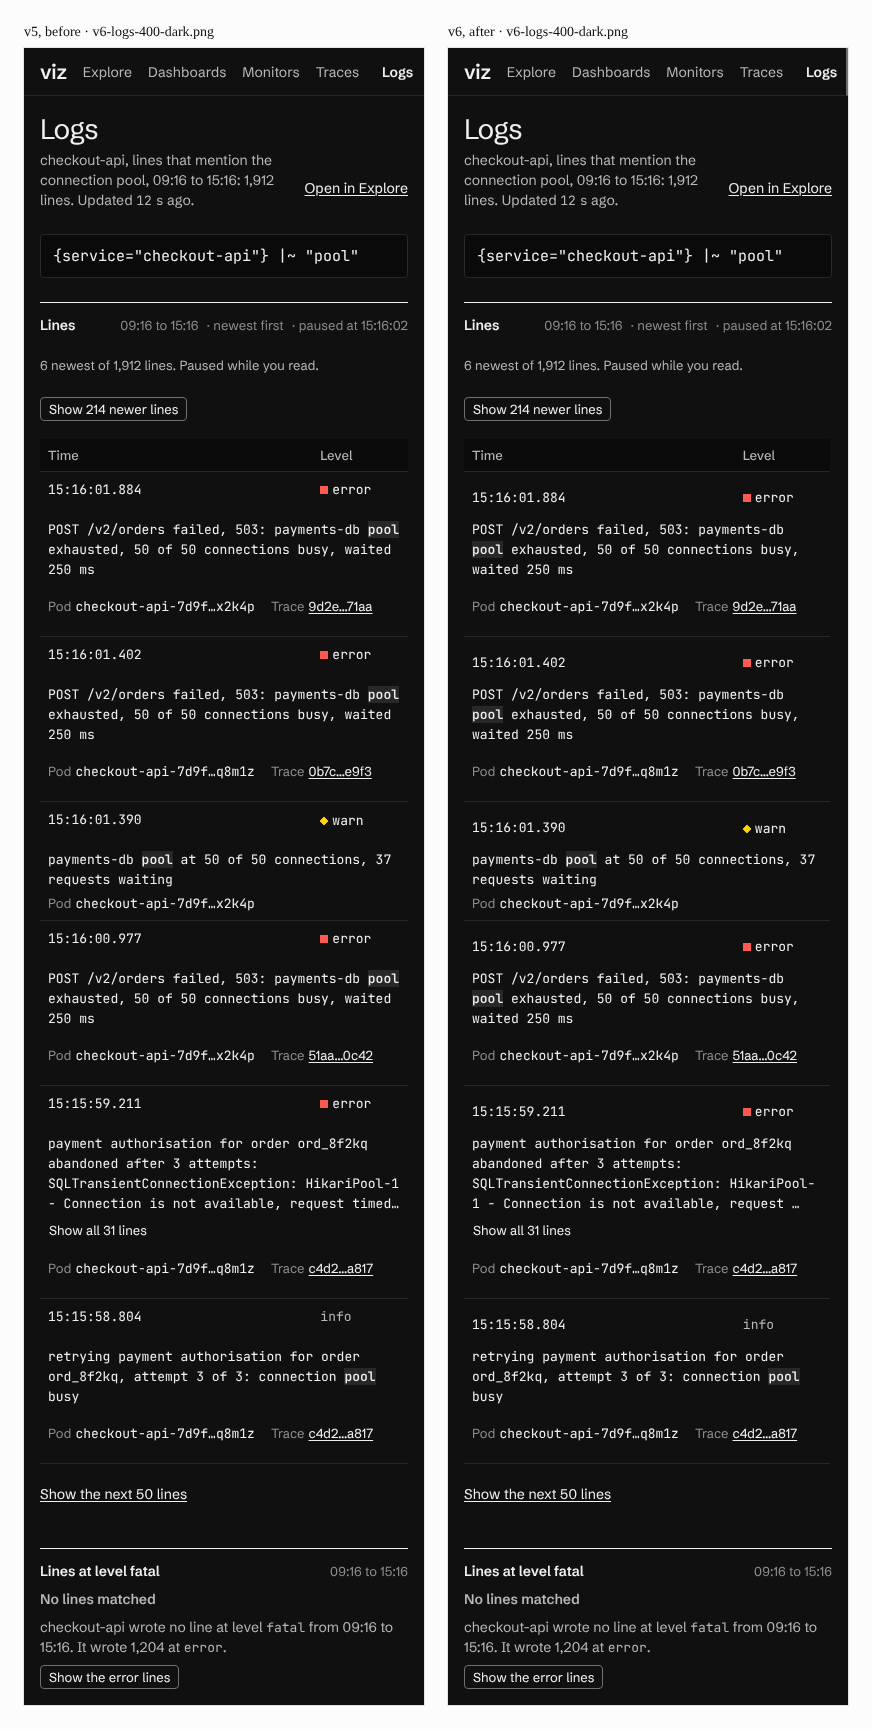 v5, before · v6-logs-400-dark.png
viz Explore Dashboards Monitors Traces Logs
Logs
checkout-api, lines that mention the
connection pool, 09:16 to 15:16: 1,912
lines. Updated 12 s ago.
Open in Explore
{service="checkout-api"} |~ "pool"
Lines 09:16 to 15:16 · newest first · paused at 15:16:02
6 newest of 1,912 lines. Paused while you read.
Show 214 newer lines
Time Level
15:16:01.884 error
POST /v2/orders failed, 503: payments-db pool
exhausted, 50 of 50 connections busy, waited
250 ms
Pod checkout-api-7d9f…x2k4p Trace 9d2e…71aa
15:16:01.402 error
POST /v2/orders failed, 503: payments-db pool
exhausted, 50 of 50 connections busy, waited
250 ms
Pod checkout-api-7d9f…q8m1z Trace 0b7c…e9f3
15:16:01.390 warn
payments-db pool at 50 of 50 connections, 37
requests waiting
Pod checkout-api-7d9f…x2k4p
15:16:00.977 error
POST /v2/orders failed, 503: payments-db pool
exhausted, 50 of 50 connections busy, waited
250 ms
Pod checkout-api-7d9f…x2k4p Trace 51aa…0c42
15:15:59.211 error
payment authorisation for order ord_8f2kq
abandoned after 3 attempts:
SQLTransientConnectionException: HikariPool-1
- Connection is not available, request timed…
Show all 31 lines
Pod checkout-api-7d9f…q8m1z Trace c4d2…a817
15:15:58.804 info
retrying payment authorisation for order
ord_8f2kq, attempt 3 of 3: connection pool
busy
Pod checkout-api-7d9f…q8m1z Trace c4d2…a817
Show the next 50 lines
Lines at level fatal 09:16 to 15:16
No lines matched
checkout-api wrote no line at level fatal from 09:16 to
15:16. It wrote 1,204 at error.
Show the error lines
v6, after · v6-logs-400-dark.png
viz Explore Dashboards Monitors Traces Logs
Logs
checkout-api, lines that mention the
connection pool, 09:16 to 15:16: 1,912
lines. Updated 12 s ago.
Open in Explore
{service="checkout-api"} |~ "pool"
Lines 09:16 to 15:16 · newest first · paused at 15:16:02
6 newest of 1,912 lines. Paused while you read.
Show 214 newer lines
Time Level
15:16:01.884 error
POST /v2/orders failed, 503: payments-db
pool exhausted, 50 of 50 connections busy,
waited 250 ms
Pod checkout-api-7d9f…x2k4p Trace 9d2e…71aa
15:16:01.402 error
POST /v2/orders failed, 503: payments-db
pool exhausted, 50 of 50 connections busy,
waited 250 ms
Pod checkout-api-7d9f…q8m1z Trace 0b7c…e9f3
15:16:01.390 warn
payments-db pool at 50 of 50 connections, 37
requests waiting
Pod checkout-api-7d9f…x2k4p
15:16:00.977 error
POST /v2/orders failed, 503: payments-db
pool exhausted, 50 of 50 connections busy,
waited 250 ms
Pod checkout-api-7d9f…x2k4p Trace 51aa…0c42
15:15:59.211 error
payment authorisation for order ord_8f2kq
abandoned after 3 attempts:
SQLTransientConnectionException: HikariPool-
1 - Connection is not available, request …
Show all 31 lines
Pod checkout-api-7d9f…q8m1z Trace c4d2…a817
15:15:58.804 info
retrying payment authorisation for order
ord_8f2kq, attempt 3 of 3: connection pool
busy
Pod checkout-api-7d9f…q8m1z Trace c4d2…a817
Show the next 50 lines
Lines at level fatal 09:16 to 15:16
No lines matched
checkout-api wrote no line at level fatal from 09:16 to
15:16. It wrote 1,204 at error.
Show the error lines